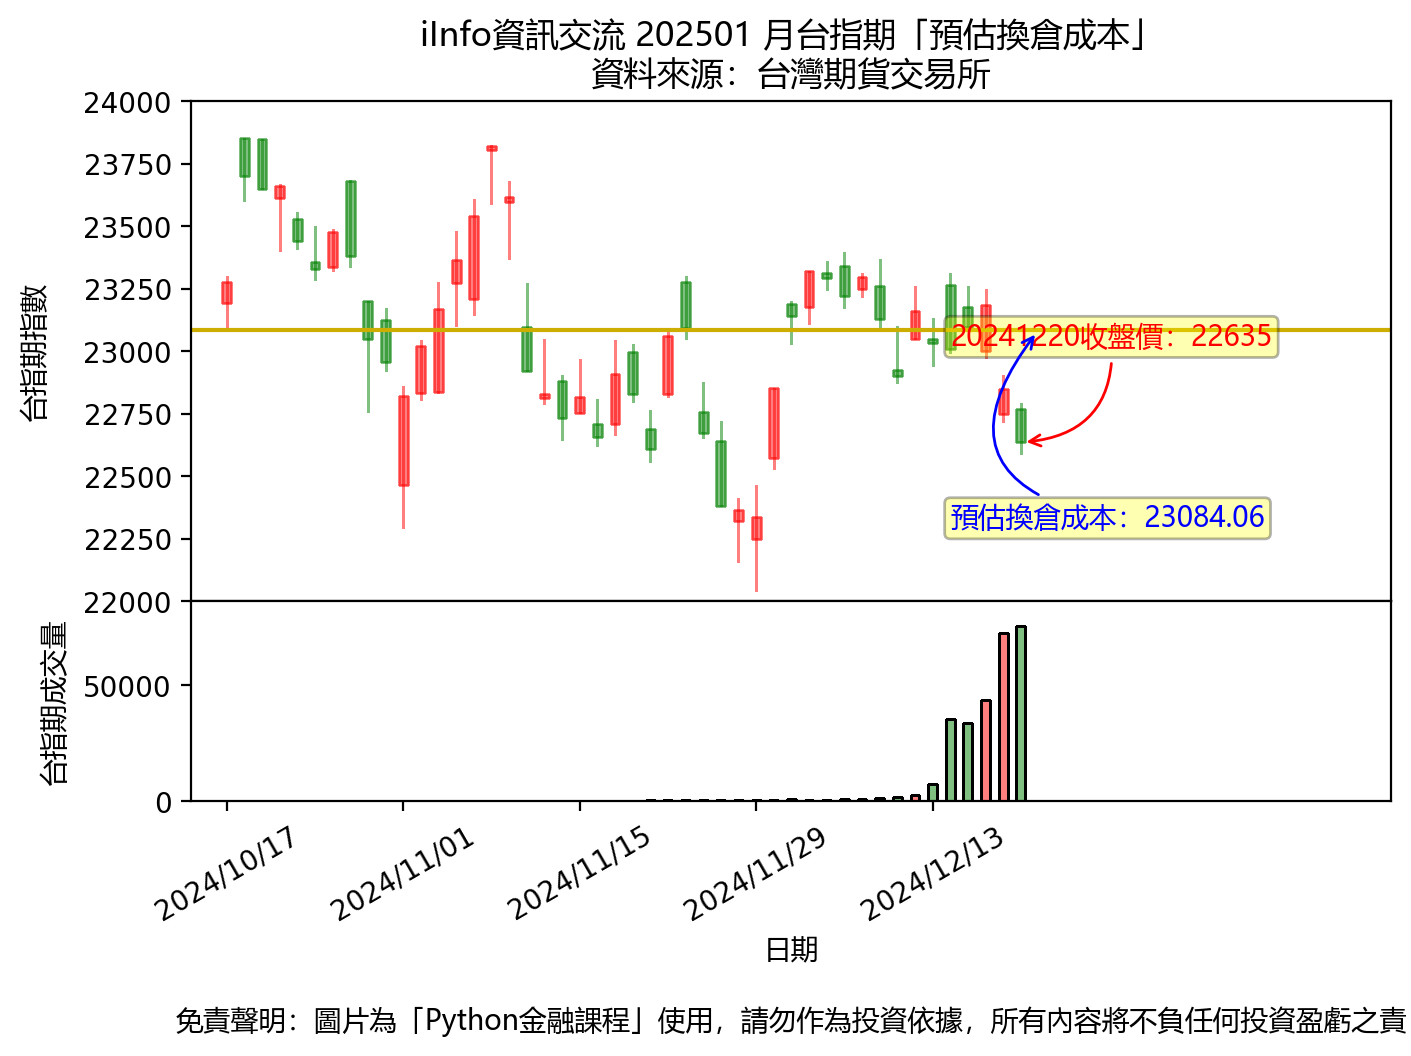 iInfo資訊交流 202501 月台指期「預估換倉成本」
資料來源：台灣期貨交易所
台指期指數
24000
23750
23500
23250
23000
22750
22500
22250
22000
20241220收盤價：22635
預估換倉成本：23084.06
台指期成交量
50000
0
2024/10/17
2024/11/01
2024/11/15
2024/11/29
2024/12/13
日期
免責聲明：圖片為「Python金融課程」使用，請勿作為投資依據，所有內容將不負任何投資盈虧之責